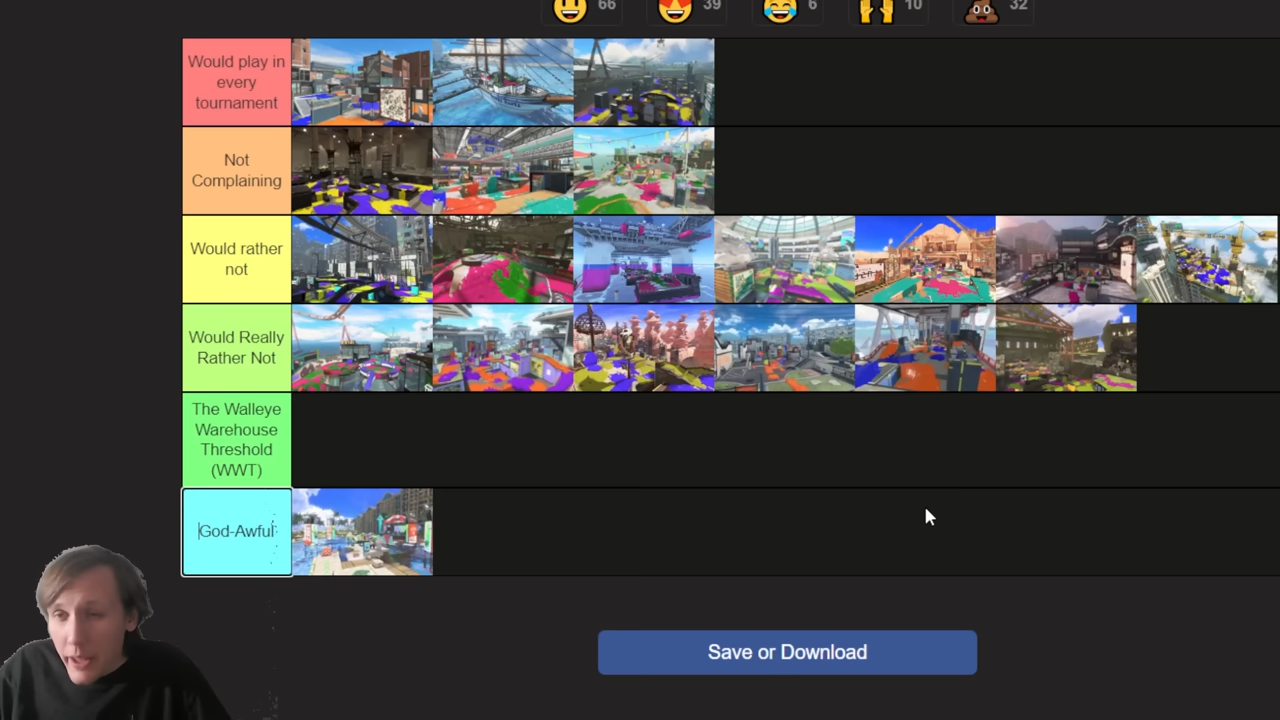 66
39
6
10
32
Would play in
every
tournament
Not
Complaining
Would rather
not
Would Really
Rather Not
The Walleye
Warehouse
Threshold
(WWT)
God-Awful
Save or Download